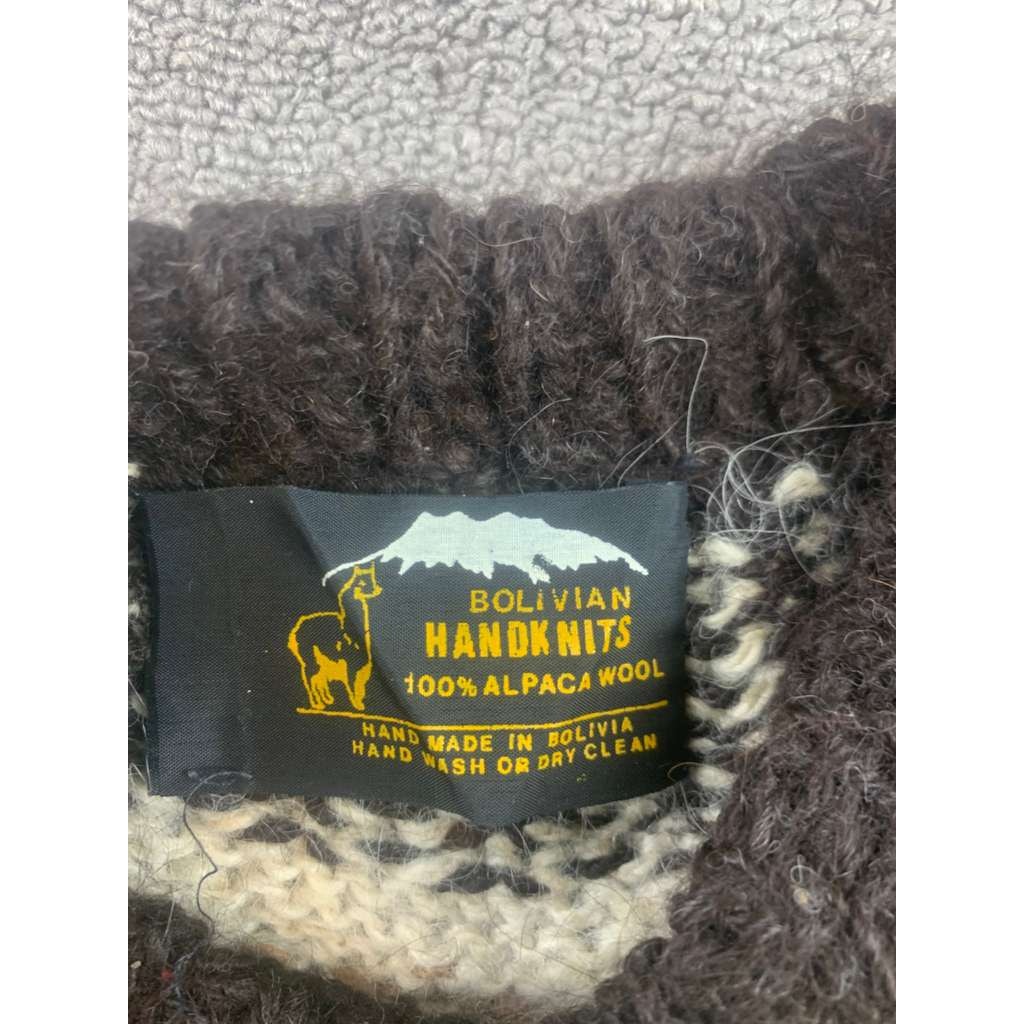 BOLIVIAN
HANDKNITS
100% ALPACA WOOL
HAND MADE IN BOLIVIA
HAND WASH OR DRY CLEAN